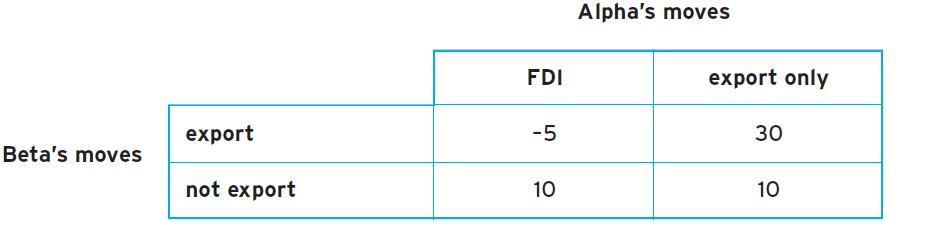 Alpha's moves
FDI export only
export -5 30
Beta's moves
not export 10 10